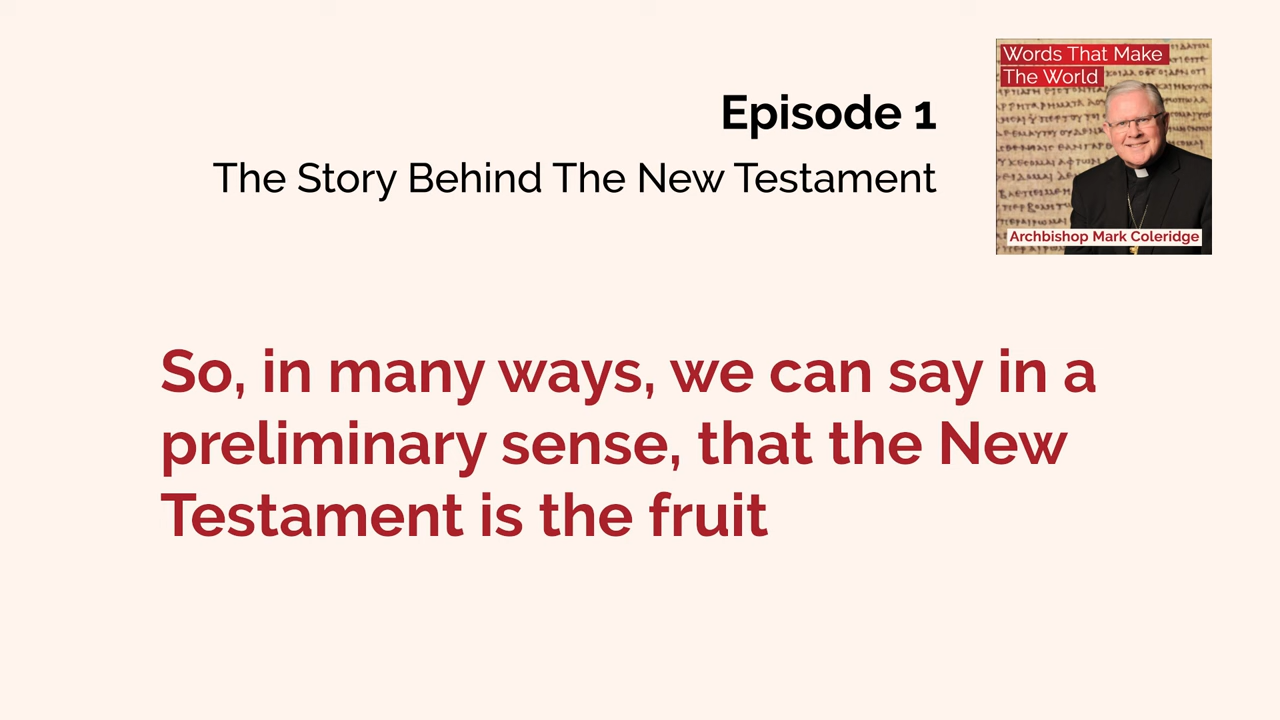 Episode 1
The Story Behind The New Testament
Words That Make
The World
Archbishop Mark Coleridge
So, in many ways, we can say in a
preliminary sense, that the New
Testament is the fruit